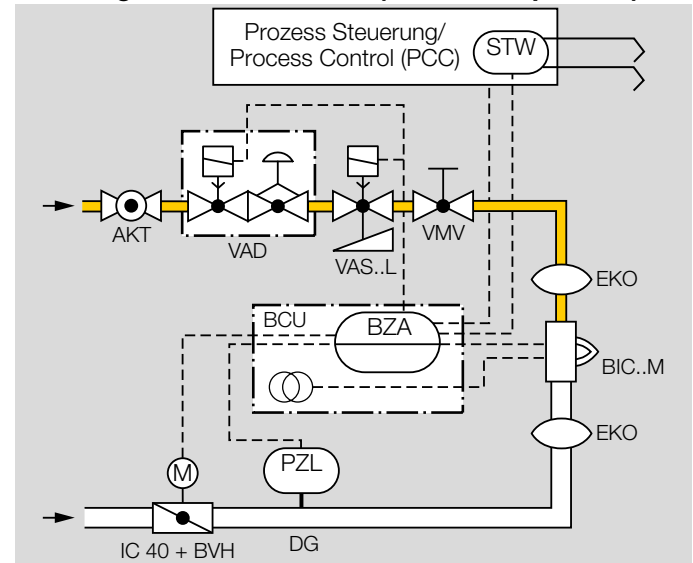 Prozess Steuerung/
Process Control (PCC)
STW
AKT
VAD
VAS..L
VMV
EKO
BCU
BZA
BIC..M
EKO
PZL
M
DG
IC 40 + BVH